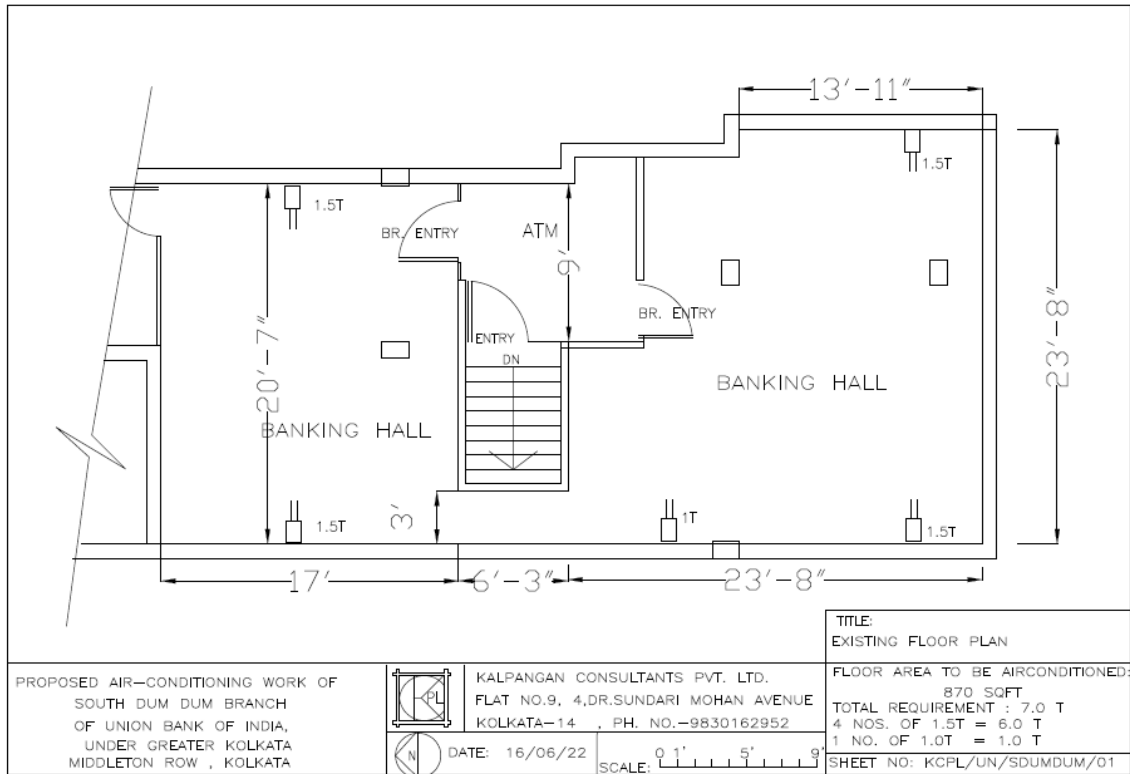 13'-11"
1.5T
1.5T
BR. ENTRY
ATM
9'
BR. ENTRY
ENTRY
DN
20'-7"
23'-8"
BANKING HALL
BANKING HALL
3'
1.5T
1T
1.5T
17'
6'-3"
23'-8"
TITLE:
EXISTING FLOOR PLAN
PROPOSED AIR-CONDITIONING WORK OF
SOUTH DUM DUM BRANCH
OF UNION BANK OF INDIA,
UNDER GREATER KOLKATA
MIDDLETON ROW , KOLKATA
PL
KALPANGAN CONSULTANTS PVT. LTD.
FLAT NO.9, 4,DR.SUNDARI MOHAN AVENUE
KOLKATA-14 , PH. NO.-9830162952
N
DATE: 16/06/22
SCALE: 0 1' 5' 9'
FLOOR AREA TO BE AIRCONDITIONED:
870 SQFT
TOTAL REQUIREMENT : 7.0 T
4 NOS. OF 1.5T = 6.0 T
1 NO. OF 1.0T = 1.0 T
SHEET NO: KCPL/UN/SDUMDUM/01